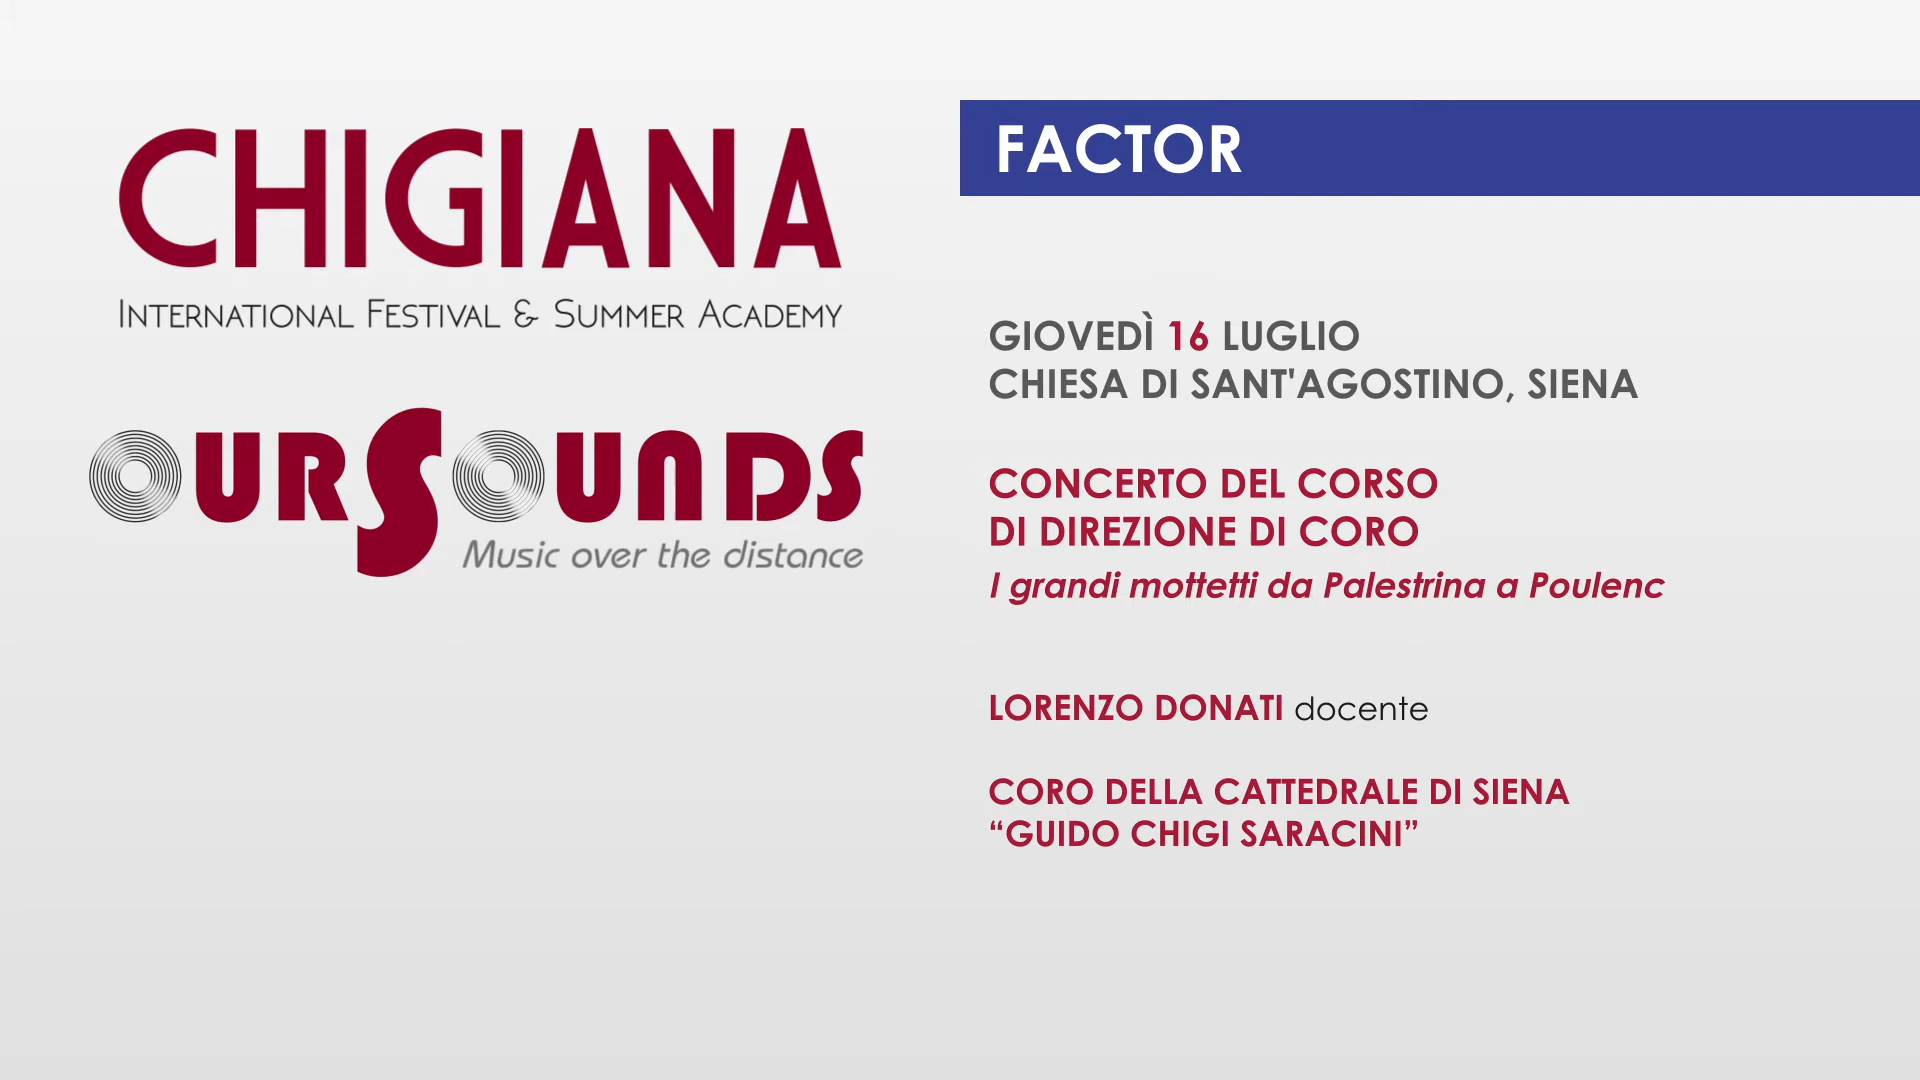 CHIGIANA
INTERNATIONAL FESTIVAL & SUMMER ACADEMY
OURSOUNDS
Music over the distance
FACTOR
GIOVEDÌ 16 LUGLIO
CHIESA DI SANT'AGOSTINO, SIENA
CONCERTO DEL CORSO
DI DIREZIONE DI CORO
I grandi mottetti da Palestrina a Poulenc
LORENZO DONATI docente
CORO DELLA CATTEDRALE DI SIENA
“GUIDO CHIGI SARACINI”